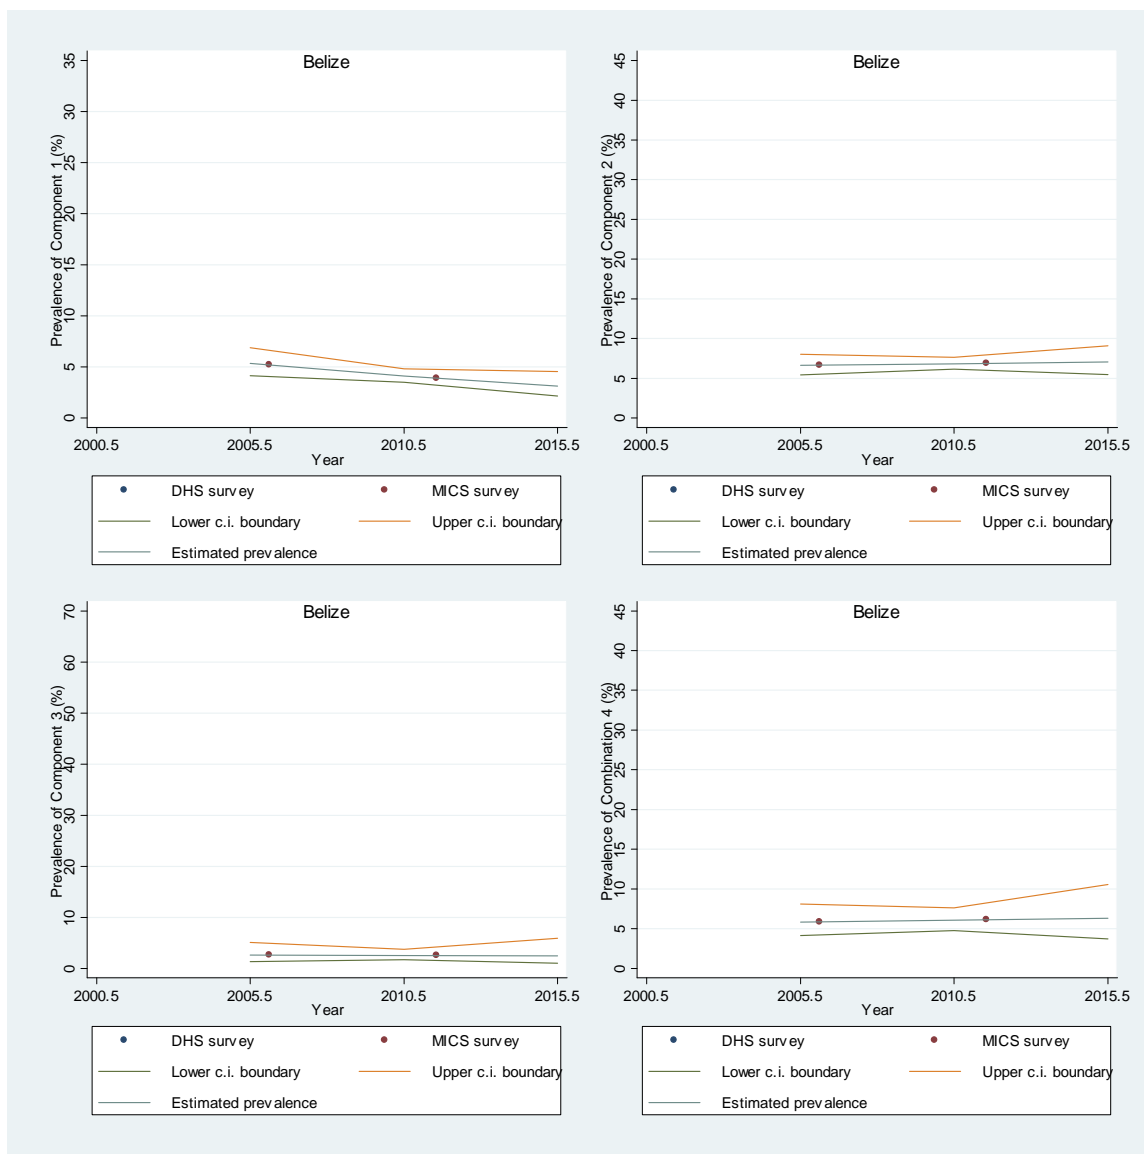 Belize
Prevalence of Component 1 (%)
35
30
25
20
15
10
5
0
2000.5 2005.5 2010.5 2015.5
Year
DHS survey MICS survey
Lower c.i. boundary Upper c.i. boundary
Estimated prevalence
Belize
Prevalence of Component 2 (%)
45
40
35
30
25
20
15
10
5
0
2000.5 2005.5 2010.5 2015.5
Year
DHS survey MICS survey
Lower c.i. boundary Upper c.i. boundary
Estimated prevalence
Belize
Prevalence of Component 3 (%)
70
60
50
40
30
20
10
0
2000.5 2005.5 2010.5 2015.5
Year
DHS survey MICS survey
Lower c.i. boundary Upper c.i. boundary
Estimated prevalence
Belize
Prevalence of Combination 4 (%)
45
40
35
30
25
20
15
10
5
0
2000.5 2005.5 2010.5 2015.5
Year
DHS survey MICS survey
Lower c.i. boundary Upper c.i. boundary
Estimated prevalence